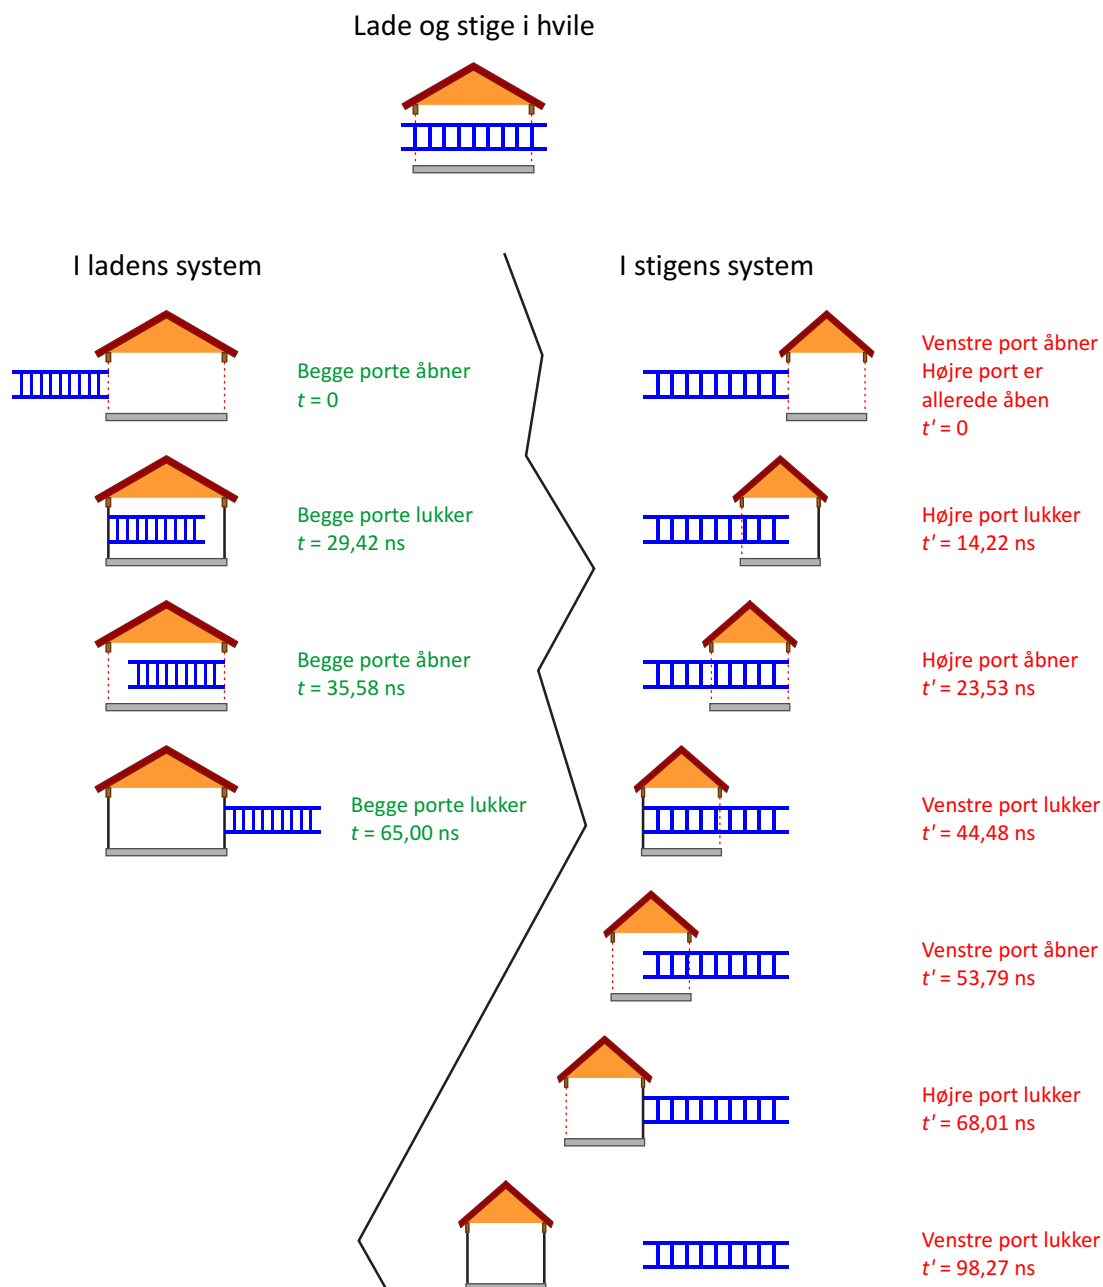 Lade og stige i hvile
I ladens system
Begge porte åbner
t = 0
Begge porte lukker
t = 29,42 ns
Begge porte åbner
t = 35,58 ns
Begge porte lukker
t = 65,00 ns
I stigens system
Venstre port åbner
Højre port er
allerede åben
t' = 0
Højre port lukker
t' = 14,22 ns
Højre port åbner
t' = 23,53 ns
Venstre port lukker
t' = 44,48 ns
Venstre port åbner
t' = 53,79 ns
Højre port lukker
t' = 68,01 ns
Venstre port lukker
t' = 98,27 ns